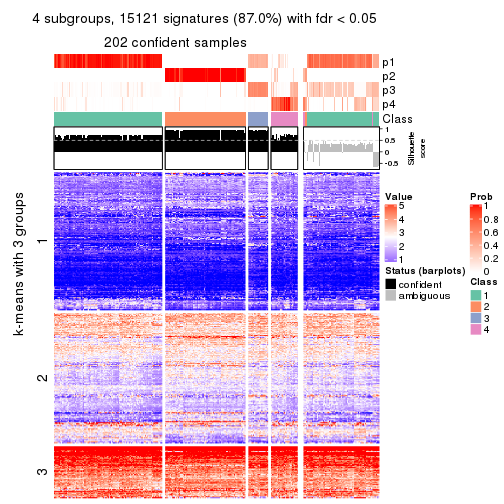 4 subgroups, 15121 signatures (87.0%) with fdr < 0.05
202 confident samples
p1
p2
p3
p4
Class
1
0.5
0
-0.5
Silhouette
score
k-means with 3 groups
1
2
3
Value
5
4
3
2
1
Status (barplots)
confident
ambiguous
Prob
1
0.8
0.6
0.4
0.2
0
Class
1
2
3
4